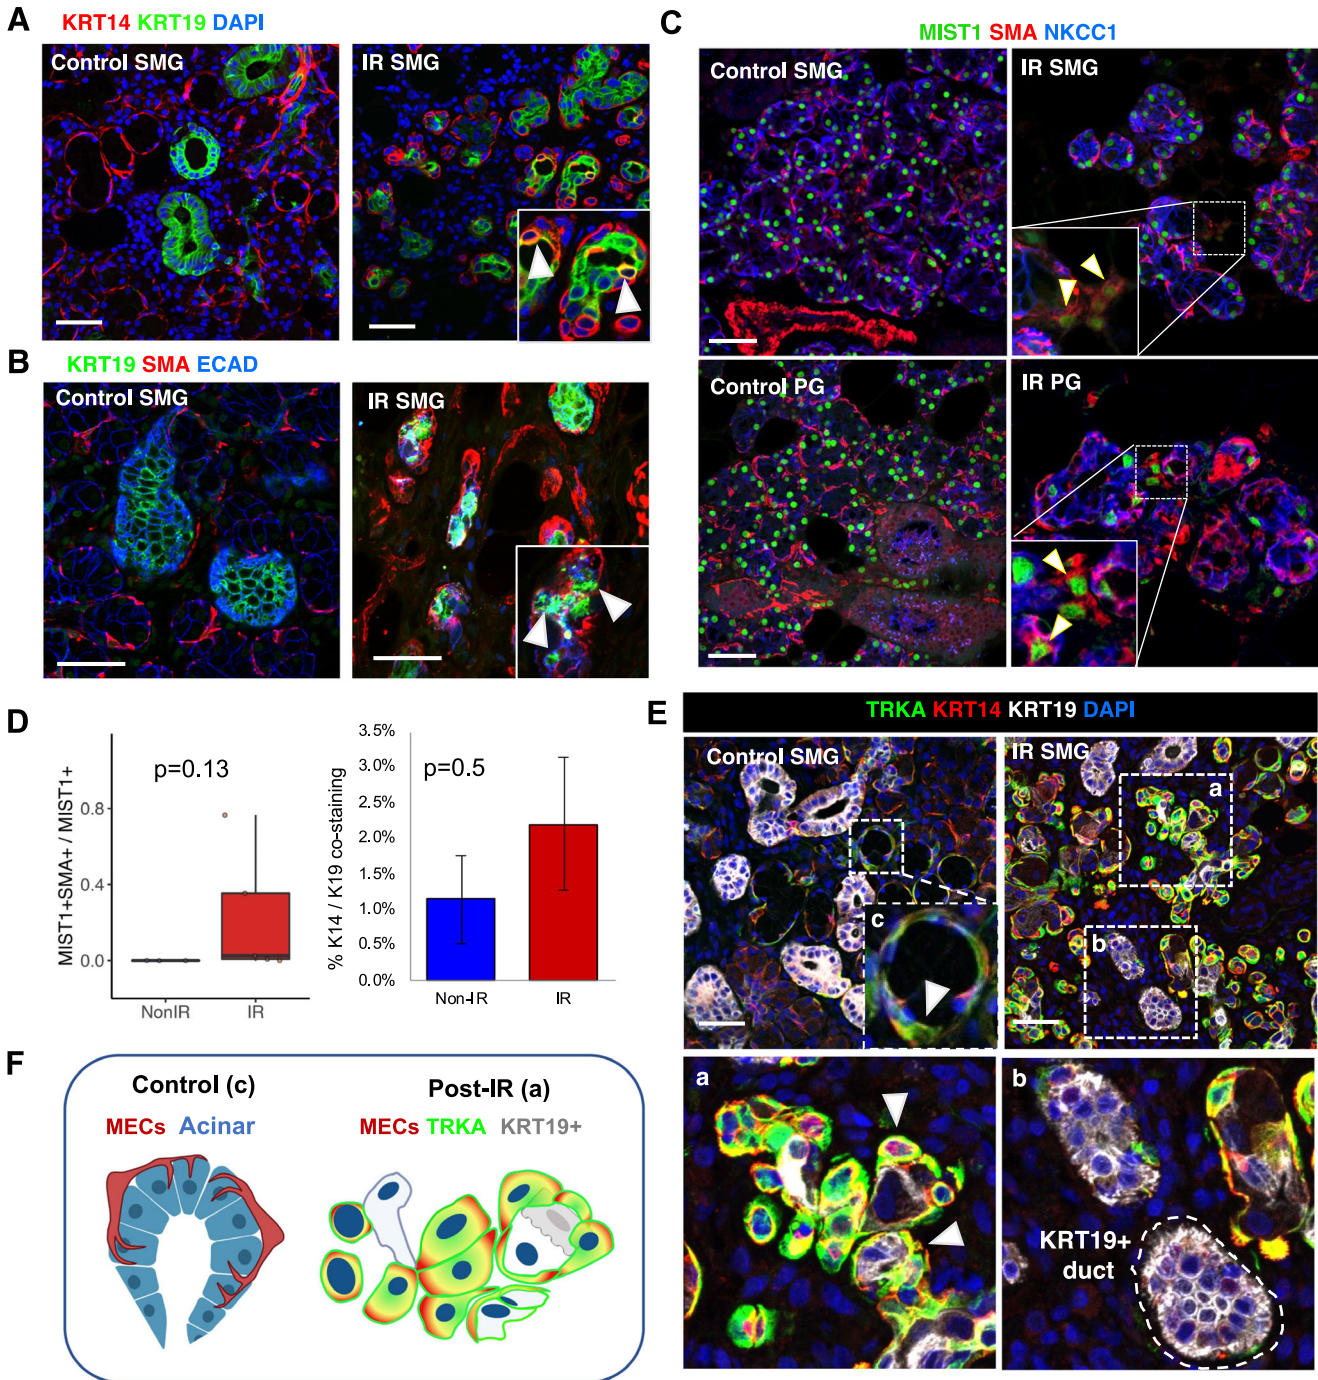 A
KRT14 KRT19 DAPI
Control SMG
IR SMG
B
KRT19 SMA ECAD
Control SMG
IR SMG
C
MIST1 SMA NKCC1
Control SMG
IR SMG
Control PG
IR PG
D
MIST1+SMA+ / MIST1+
0.8
0.4
0.0
p=0.13
NonIR
IR
% K14 / K19 co-staining
3.5%
3.0%
2.5%
2.0%
1.5%
1.0%
0.5%
0.0%
p=0.5
Non-IR
IR
E
TRKA KRT14 KRT19 DAPI
Control SMG
c
IR SMG
a
b
a
b
KRT19+
duct
F
Control (c)
MECs Acinar
Post-IR (a)
MECs TRKA KRT19+